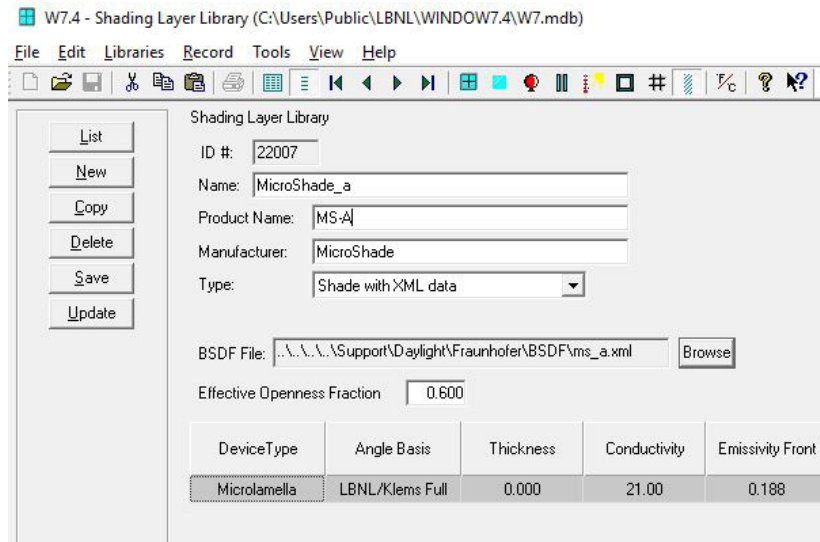 W7.4 - Shading Layer Library (C:\Users\Public\LBNL\WINDOW7.4\W7.mdb)
File Edit Libraries Record Tools View Help
Shading Layer Library
List
ID #: 22007
New
Name: MicroShade_a
Copy
Product Name: MS-A
Delete
Manufacturer: MicroShade
Save
Type: Shade with XML data
Update
BSDF File: ..\..\..\..\Support\Daylight\Fraunhofer\BSDF\ms_a.xml Browse
Effective Openness Fraction 0.600
DeviceType Angle Basis Thickness Conductivity Emissivity Front
Microlamella LBNL/Klems Full 0.000 21.00 0.188